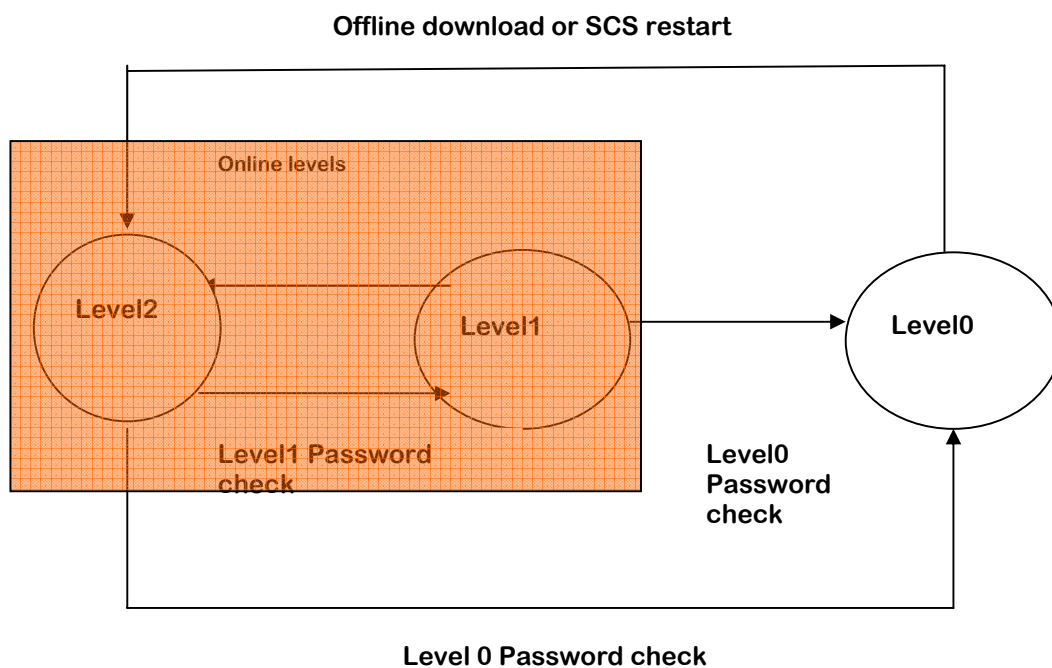 Offline download or SCS restart
Online levels
Level2
Level1
Level0
Level1 Password
check
Level0
Password
check
Level 0 Password check